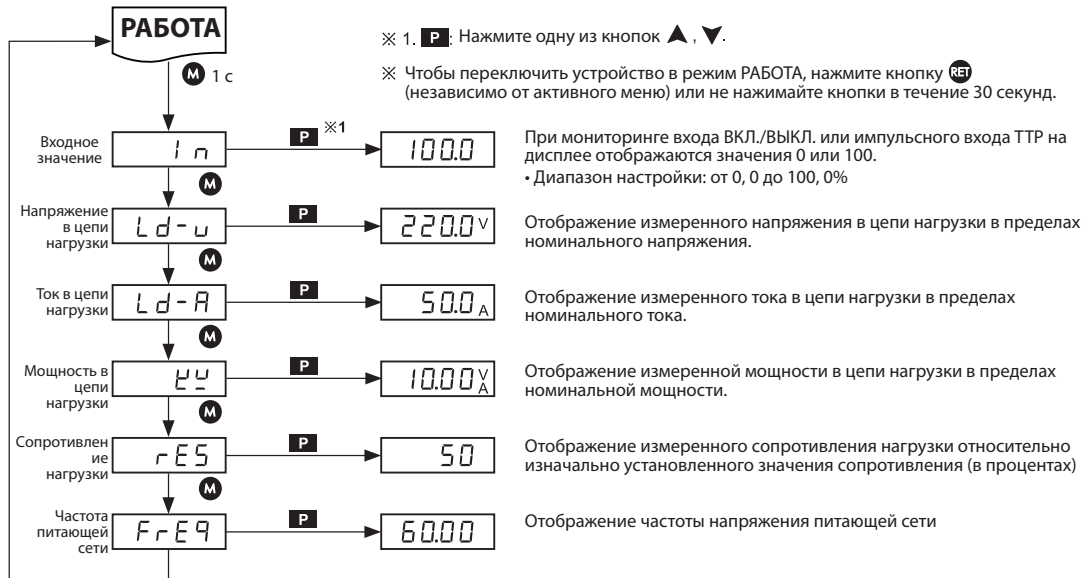 РАБОТА
M 1 с
※ 1. P: Нажмите одну из кнопок ▲, ▼.
※ Чтобы переключить устройство в режим РАБОТА, нажмите кнопку RET
(независимо от активного меню) или не нажимайте кнопки в течение 30 секунд.
Входное
значение
In
P ※1
100.0
При мониторинге входа ВКЛ./ВЫКЛ. или импульсного входа ТТР на
дисплее отображаются значения 0 или 100.
• Диапазон настройки: от 0, 0 до 100, 0%
M
Напряжение
в цепи
нагрузки
Ld-u
P
220.0 V
Отображение измеренного напряжения в цепи нагрузки в пределах
номинального напряжения.
M
Ток в цепи
нагрузки
Ld-A
P
50.0 A
Отображение измеренного тока в цепи нагрузки в пределах
номинального тока.
M
Мощность в
цепи
нагрузки
P
10.00 V
A
Отображение измеренной мощности в цепи нагрузки в пределах
номинальной мощности.
M
Сопротивлен
ие
нагрузки
rES
P
50
Отображение измеренного сопротивления нагрузки относительно
изначально установленного значения сопротивления (в процентах)
M
Частота
питающей
сети
FrEq
P
60.00
Отображение частоты напряжения питающей сети